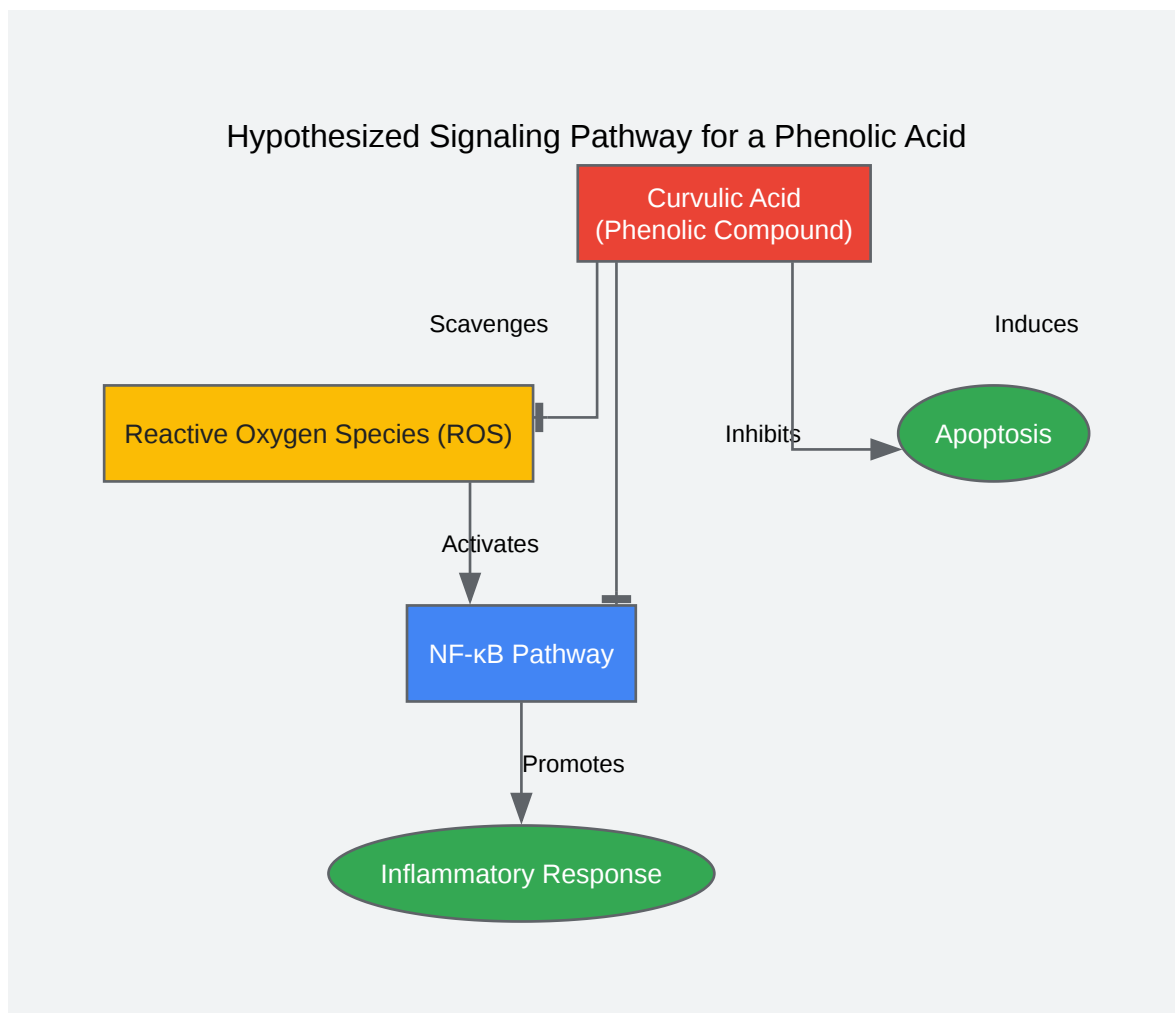 Hypothesized Signaling Pathway for a Phenolic Acid
Curvulic Acid
(Phenolic Compound)
Scavenges
Induces
Reactive Oxygen Species (ROS)
Inhibits
Apoptosis
Activates
NF-κB Pathway
Promotes
Inflammatory Response